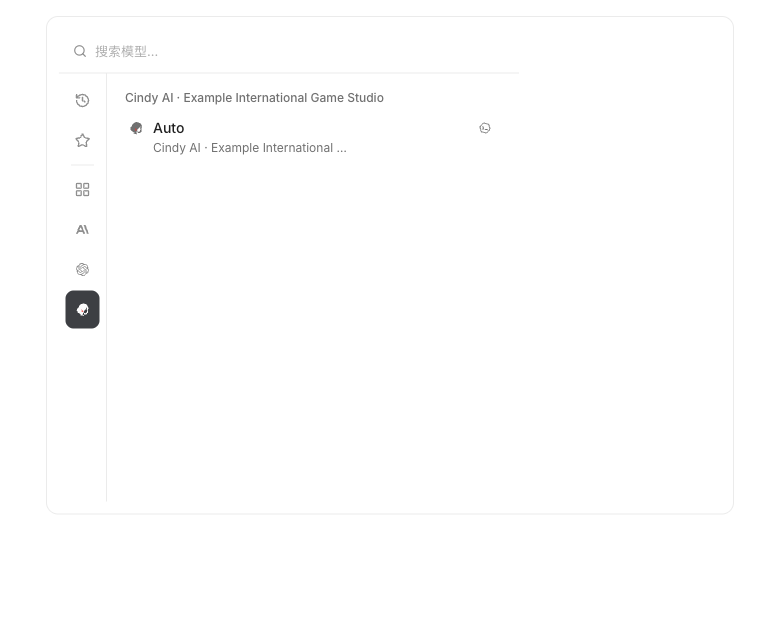 搜索模型...
Cindy AI · Example International Game Studio
Auto
Cindy AI · Example International ...